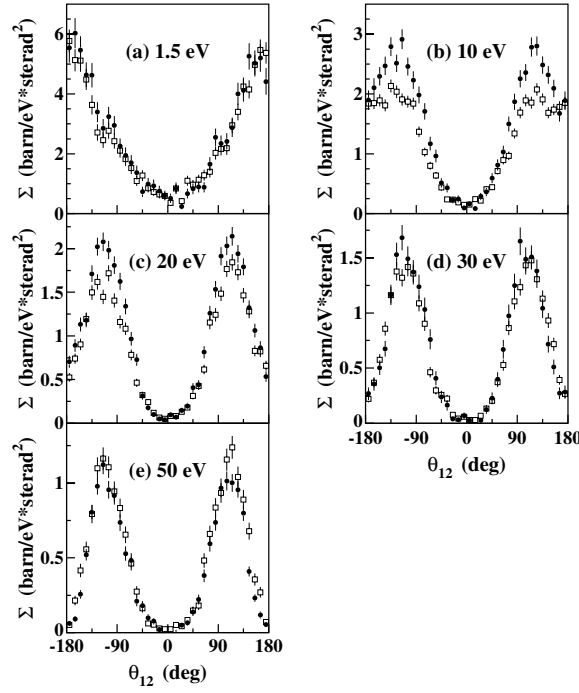 (a) 1.5 eV
Σ (barn/eV*sterad²)
6
4
2
0
(b) 10 eV
Σ (barn/eV*sterad²)
3
2
1
0
(c) 20 eV
Σ (barn/eV*sterad²)
2
1.5
1
0.5
0
(d) 30 eV
Σ (barn/eV*sterad²)
1.5
1
0.5
0
-180 -90 0 90 180
θ₁₂ (deg)
(e) 50 eV
Σ (barn/eV*sterad²)
1
0.5
0
-180 -90 0 90 180
θ₁₂ (deg)